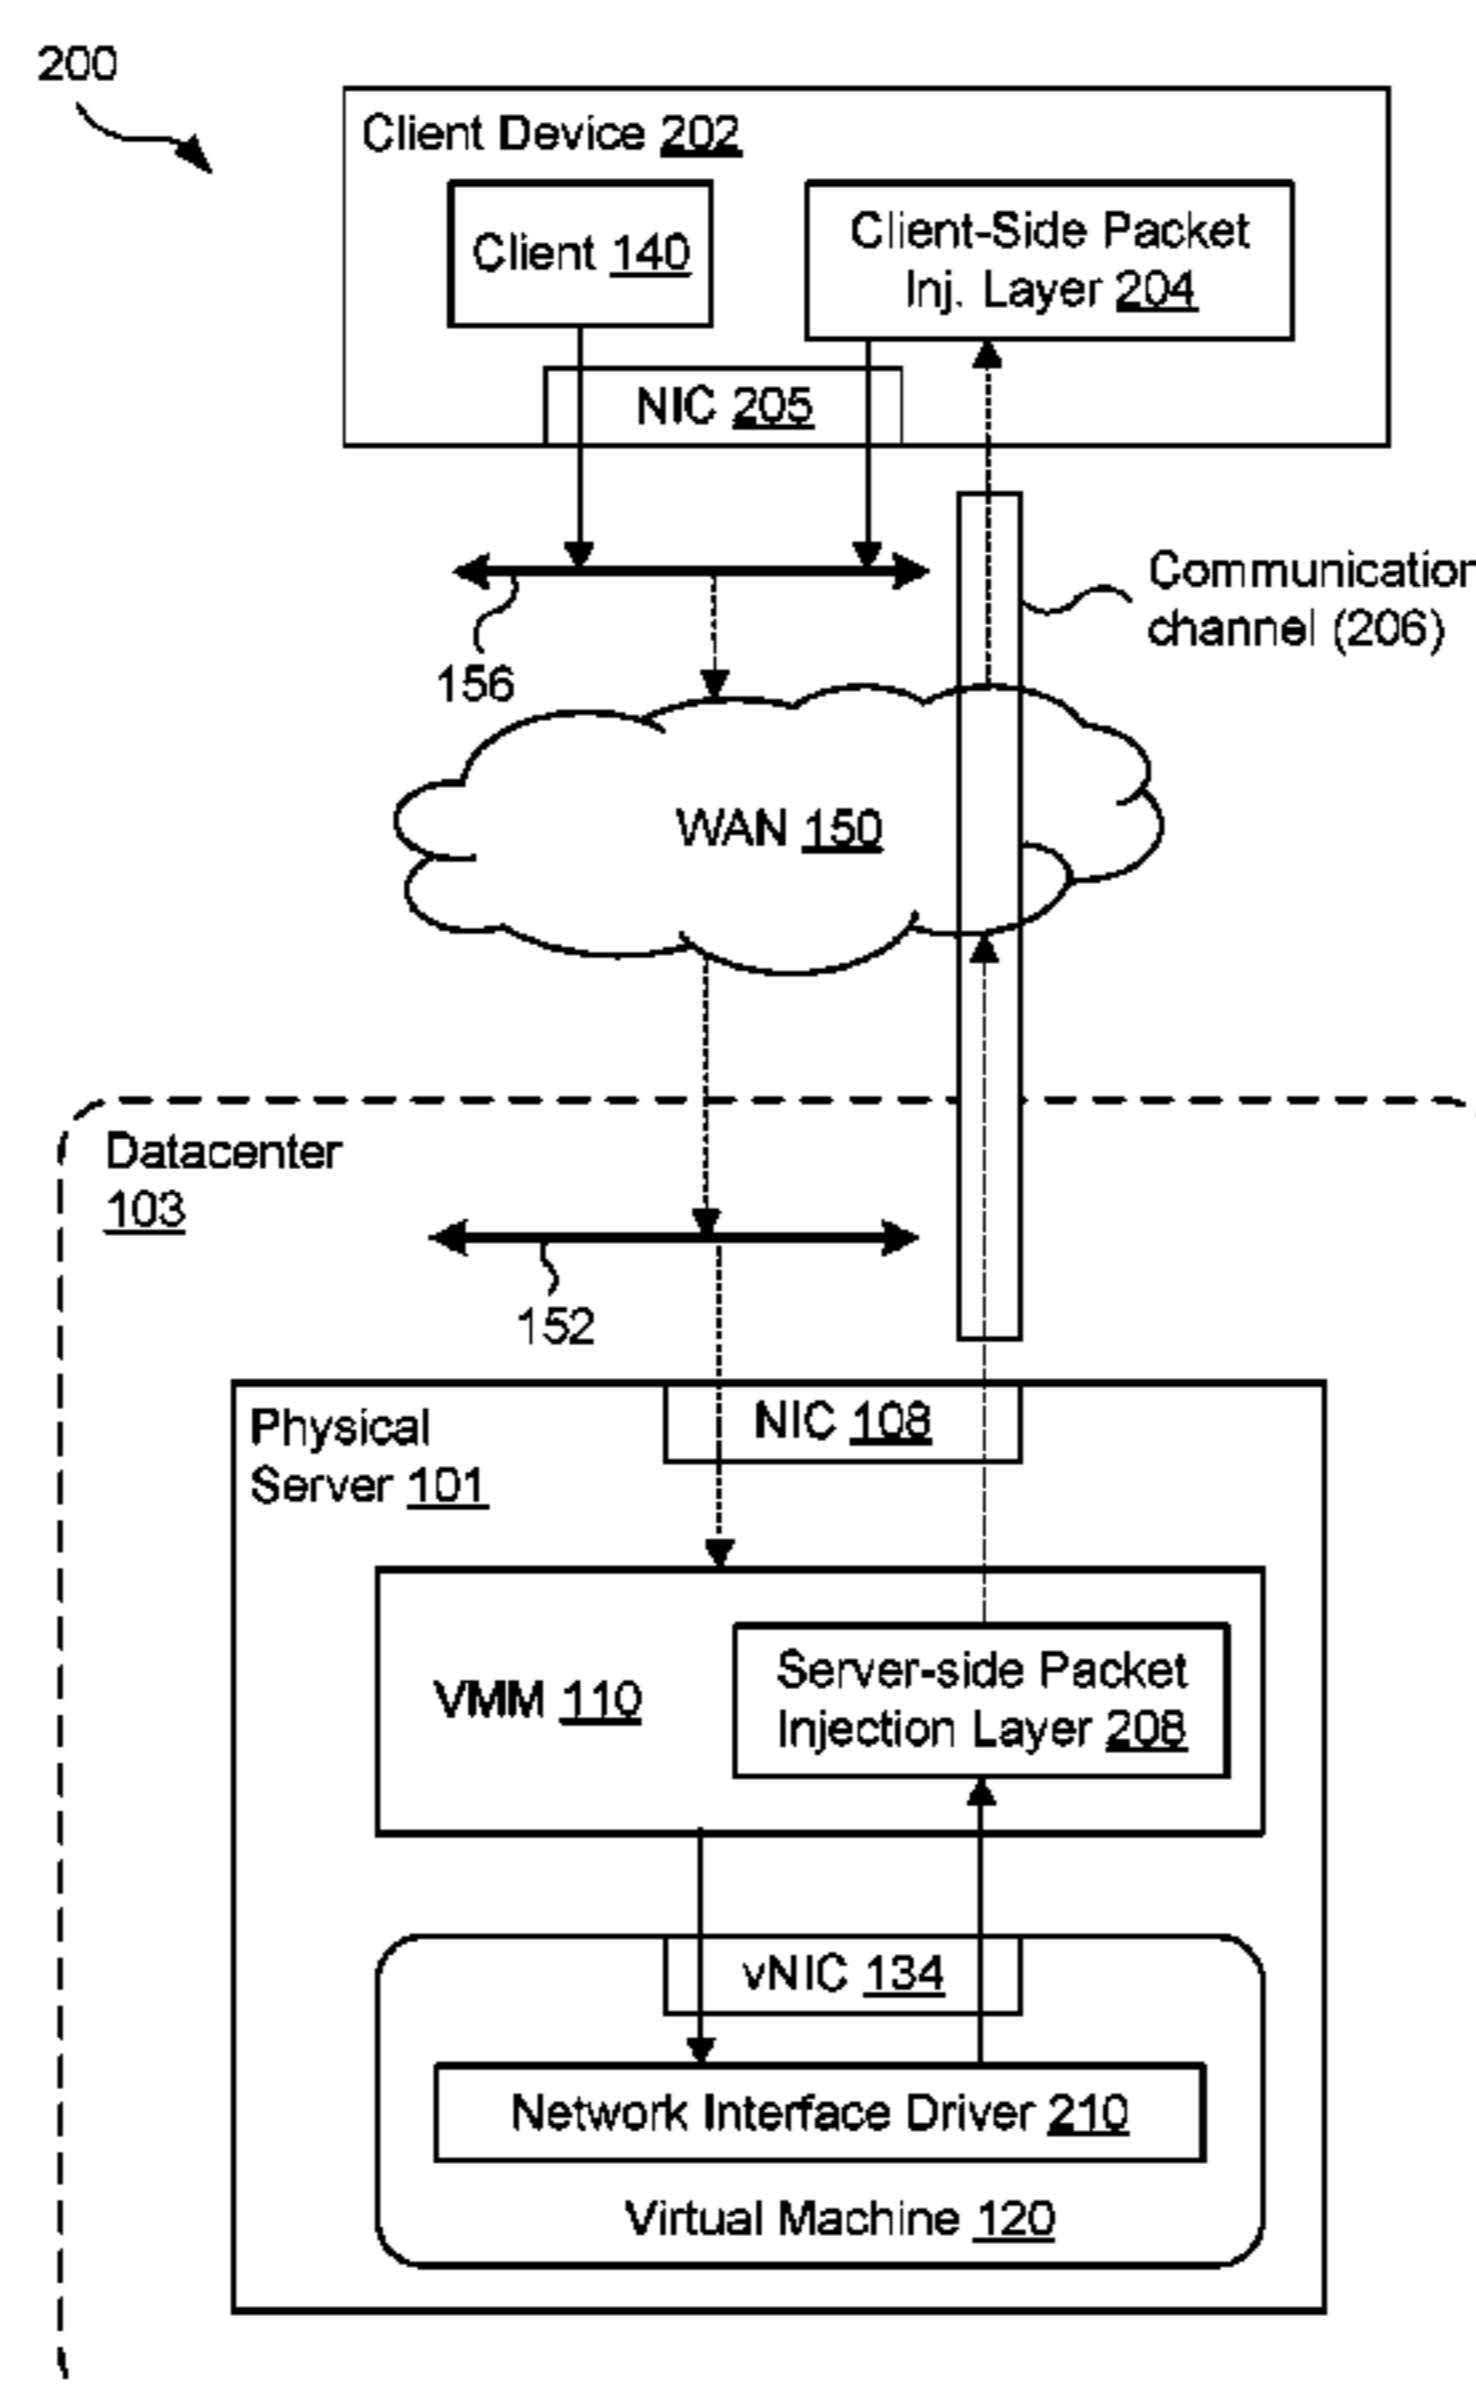 200
Client Device 202
Client 140
Client-Side Packet
Inj. Layer 204
NIC 205
Communication
channel (206)
156
WAN 150
Datacenter
103
152
NIC 108
Physical
Server 101
VMM 110
Server-side Packet
Injection Layer 208
vNIC 134
Network Interface Driver 210
Virtual Machine 120